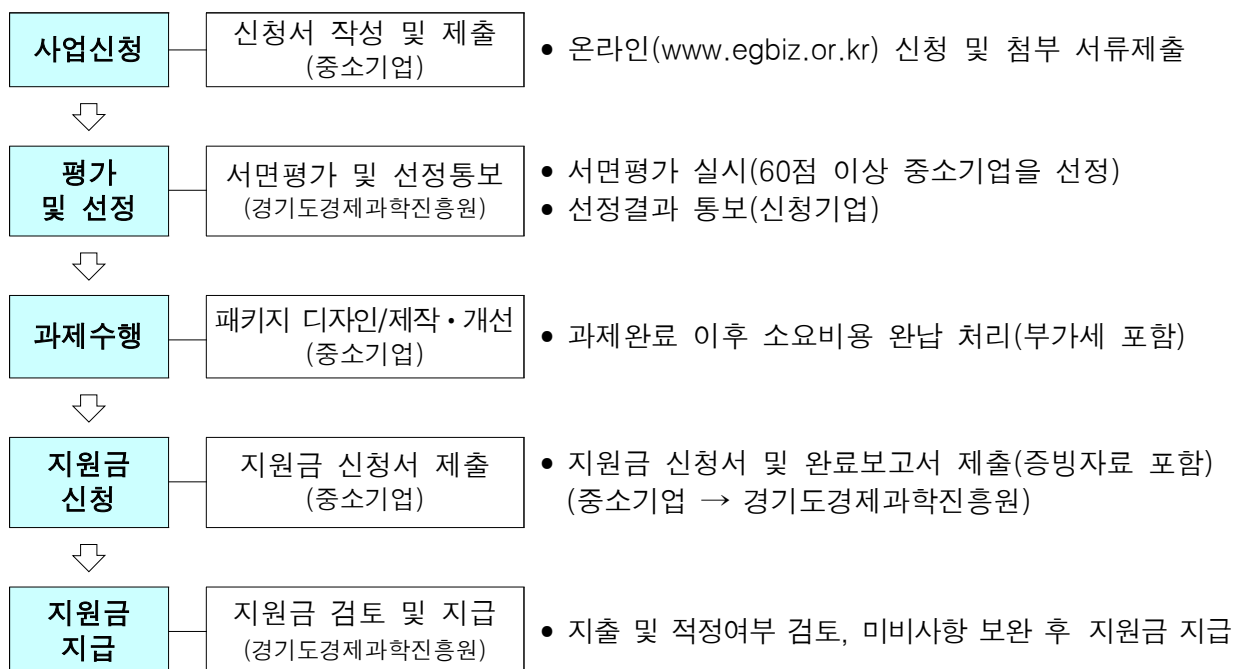 사업신청
신청서 작성 및 제출
(중소기업)
● 온라인(www.egbiz.or.kr) 신청 및 첨부 서류제출
평가
및 선정
서면평가 및 선정통보
(경기도경제과학진흥원)
● 서면평가 실시(60점 이상 중소기업을 선정)
● 선정결과 통보(신청기업)
과제수행
패키지 디자인/제작·개선
(중소기업)
● 과제완료 이후 소요비용 완납 처리(부가세 포함)
지원금
신청
지원금 신청서 제출
(중소기업)
● 지원금 신청서 및 완료보고서 제출(증빙자료 포함)
(중소기업 → 경기도경제과학진흥원)
지원금
지급
지원금 검토 및 지급
(경기도경제과학진흥원)
● 지출 및 적정여부 검토, 미비사항 보완 후 지원금 지급